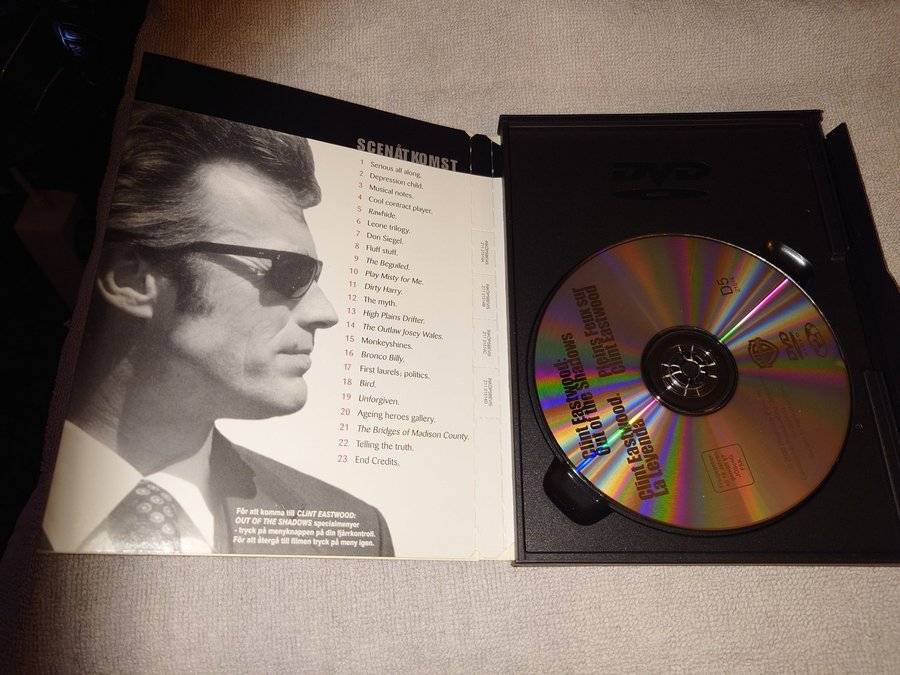 SCENÅTKOMST
1 Serious all along.
2 Depression child.
3 Musical notes.
4 Cool contract player.
5 Rawhide.
6 Leone trilogy.
7 Don Siegel.
8 Fluff stuff.
9 The Beguiled.
10 Play Misty for Me.
11 Dirty Harry.
12 The myth.
13 High Plains Drifter.
14 The Outlaw Josey Wales.
15 Monkeyshines.
16 Bronco Billy.
17 First laurels; politics.
18 Bird.
19 Unforgiven.
20 Ageing heroes gallery.
21 The Bridges of Madison County.
22 Telling the truth.
23 End Credits.
För att komma till CLINT EASTWOOD:
OUT OF THE SHADOWS specialmenyer
- tryck på menyknappen på din fjärrkontroll.
För att återgå till filmen tryck på meny igen.
DVD
Clint Eastwood:
Out of the Shadows
Clint Eastwood.
La Leyenda
Pleins Feux sur
Clint Eastwood
D5